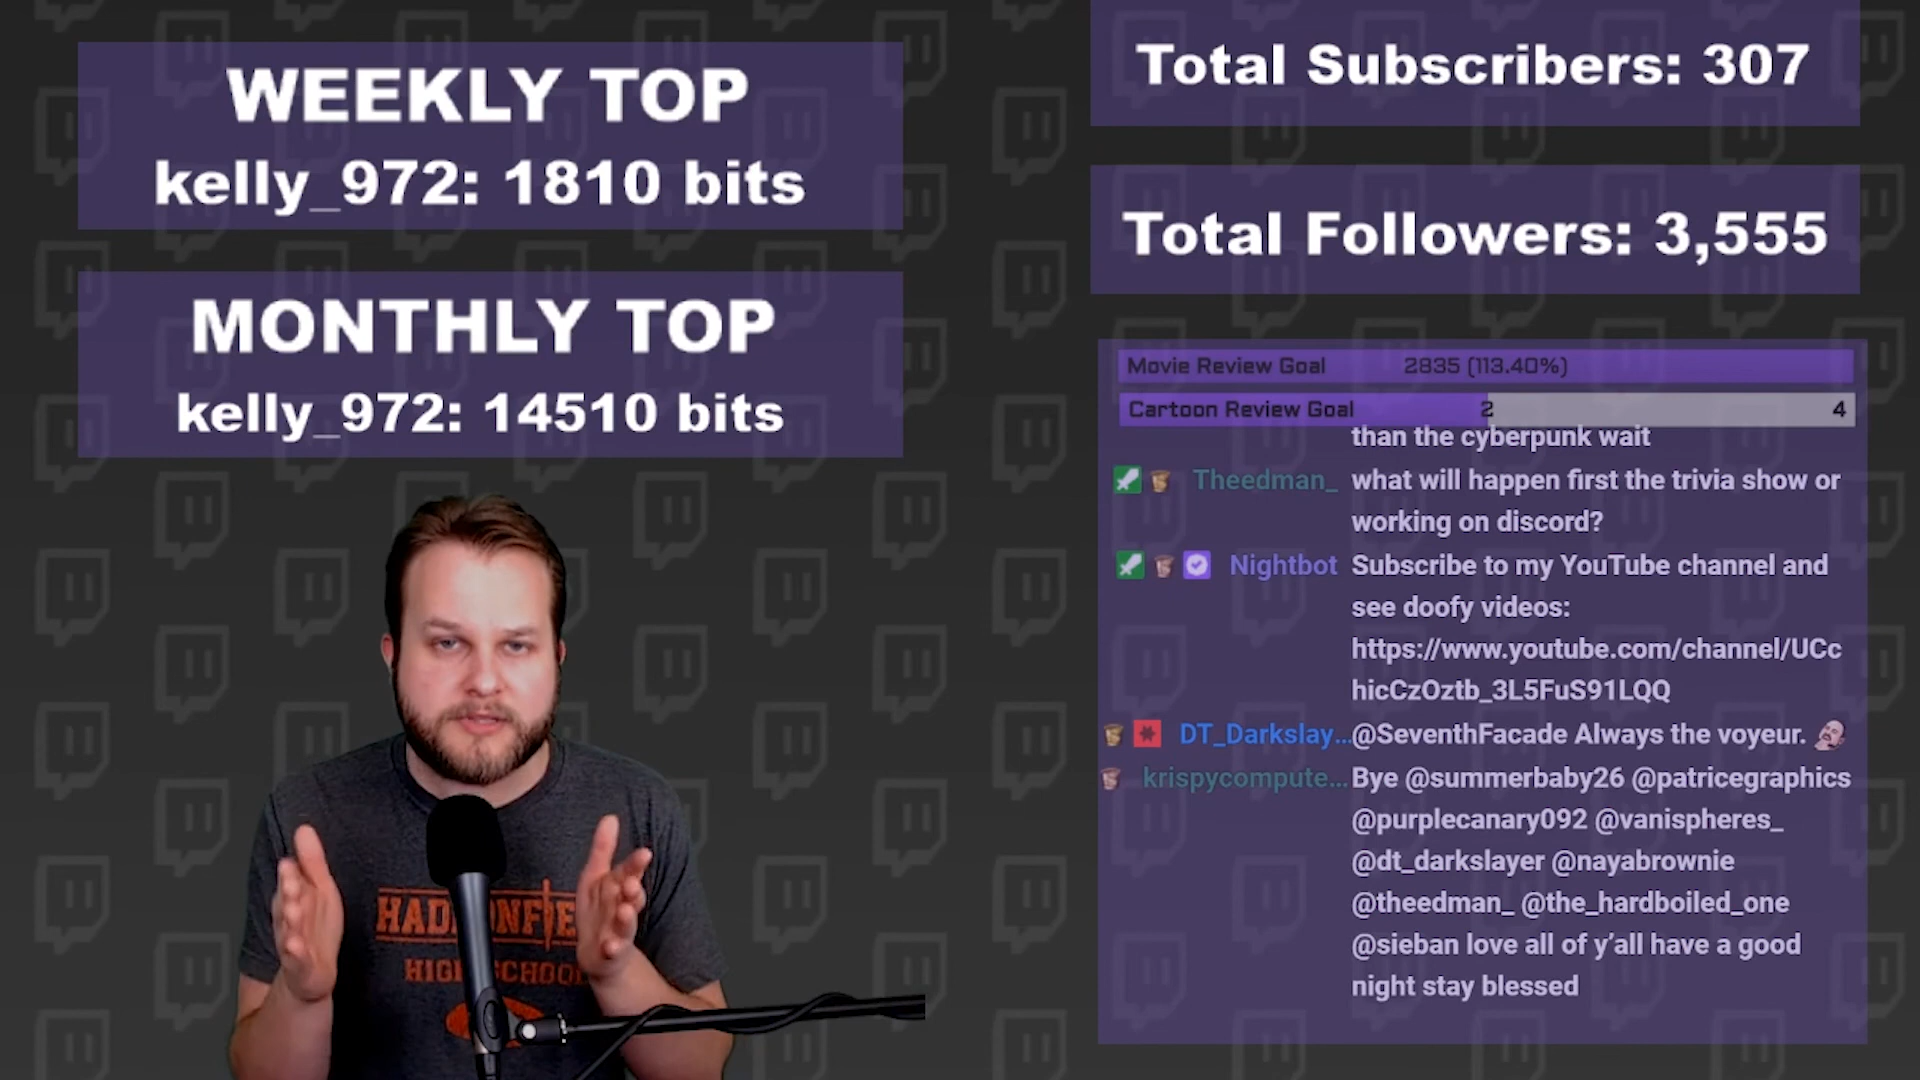 WEEKLY TOP
kelly_972: 1810 bits
MONTHLY TOP
kelly_972: 14510 bits
Total Subscribers: 307
Total Followers: 3,555
Movie Review Goal 2835 (113.40%)
Cartoon Review Goal 2 4
than the cyberpunk wait
Theedman_ what will happen first the trivia show or
working on discord?
Nightbot Subscribe to my YouTube channel and
see doofy videos:
https://www.youtube.com/channel/UCc
hicCzOztb_3L5FuS91LQQ
DT_Darkslay... @SeventhFacade Always the voyeur.
krispycompute... Bye @summerbaby26 @patricegraphics
@purplecanary092 @vanispheres_
@dt_darkslayer @nayabrownie
@theedman_ @the_hardboiled_one
@sieban love all of y'all have a good
night stay blessed